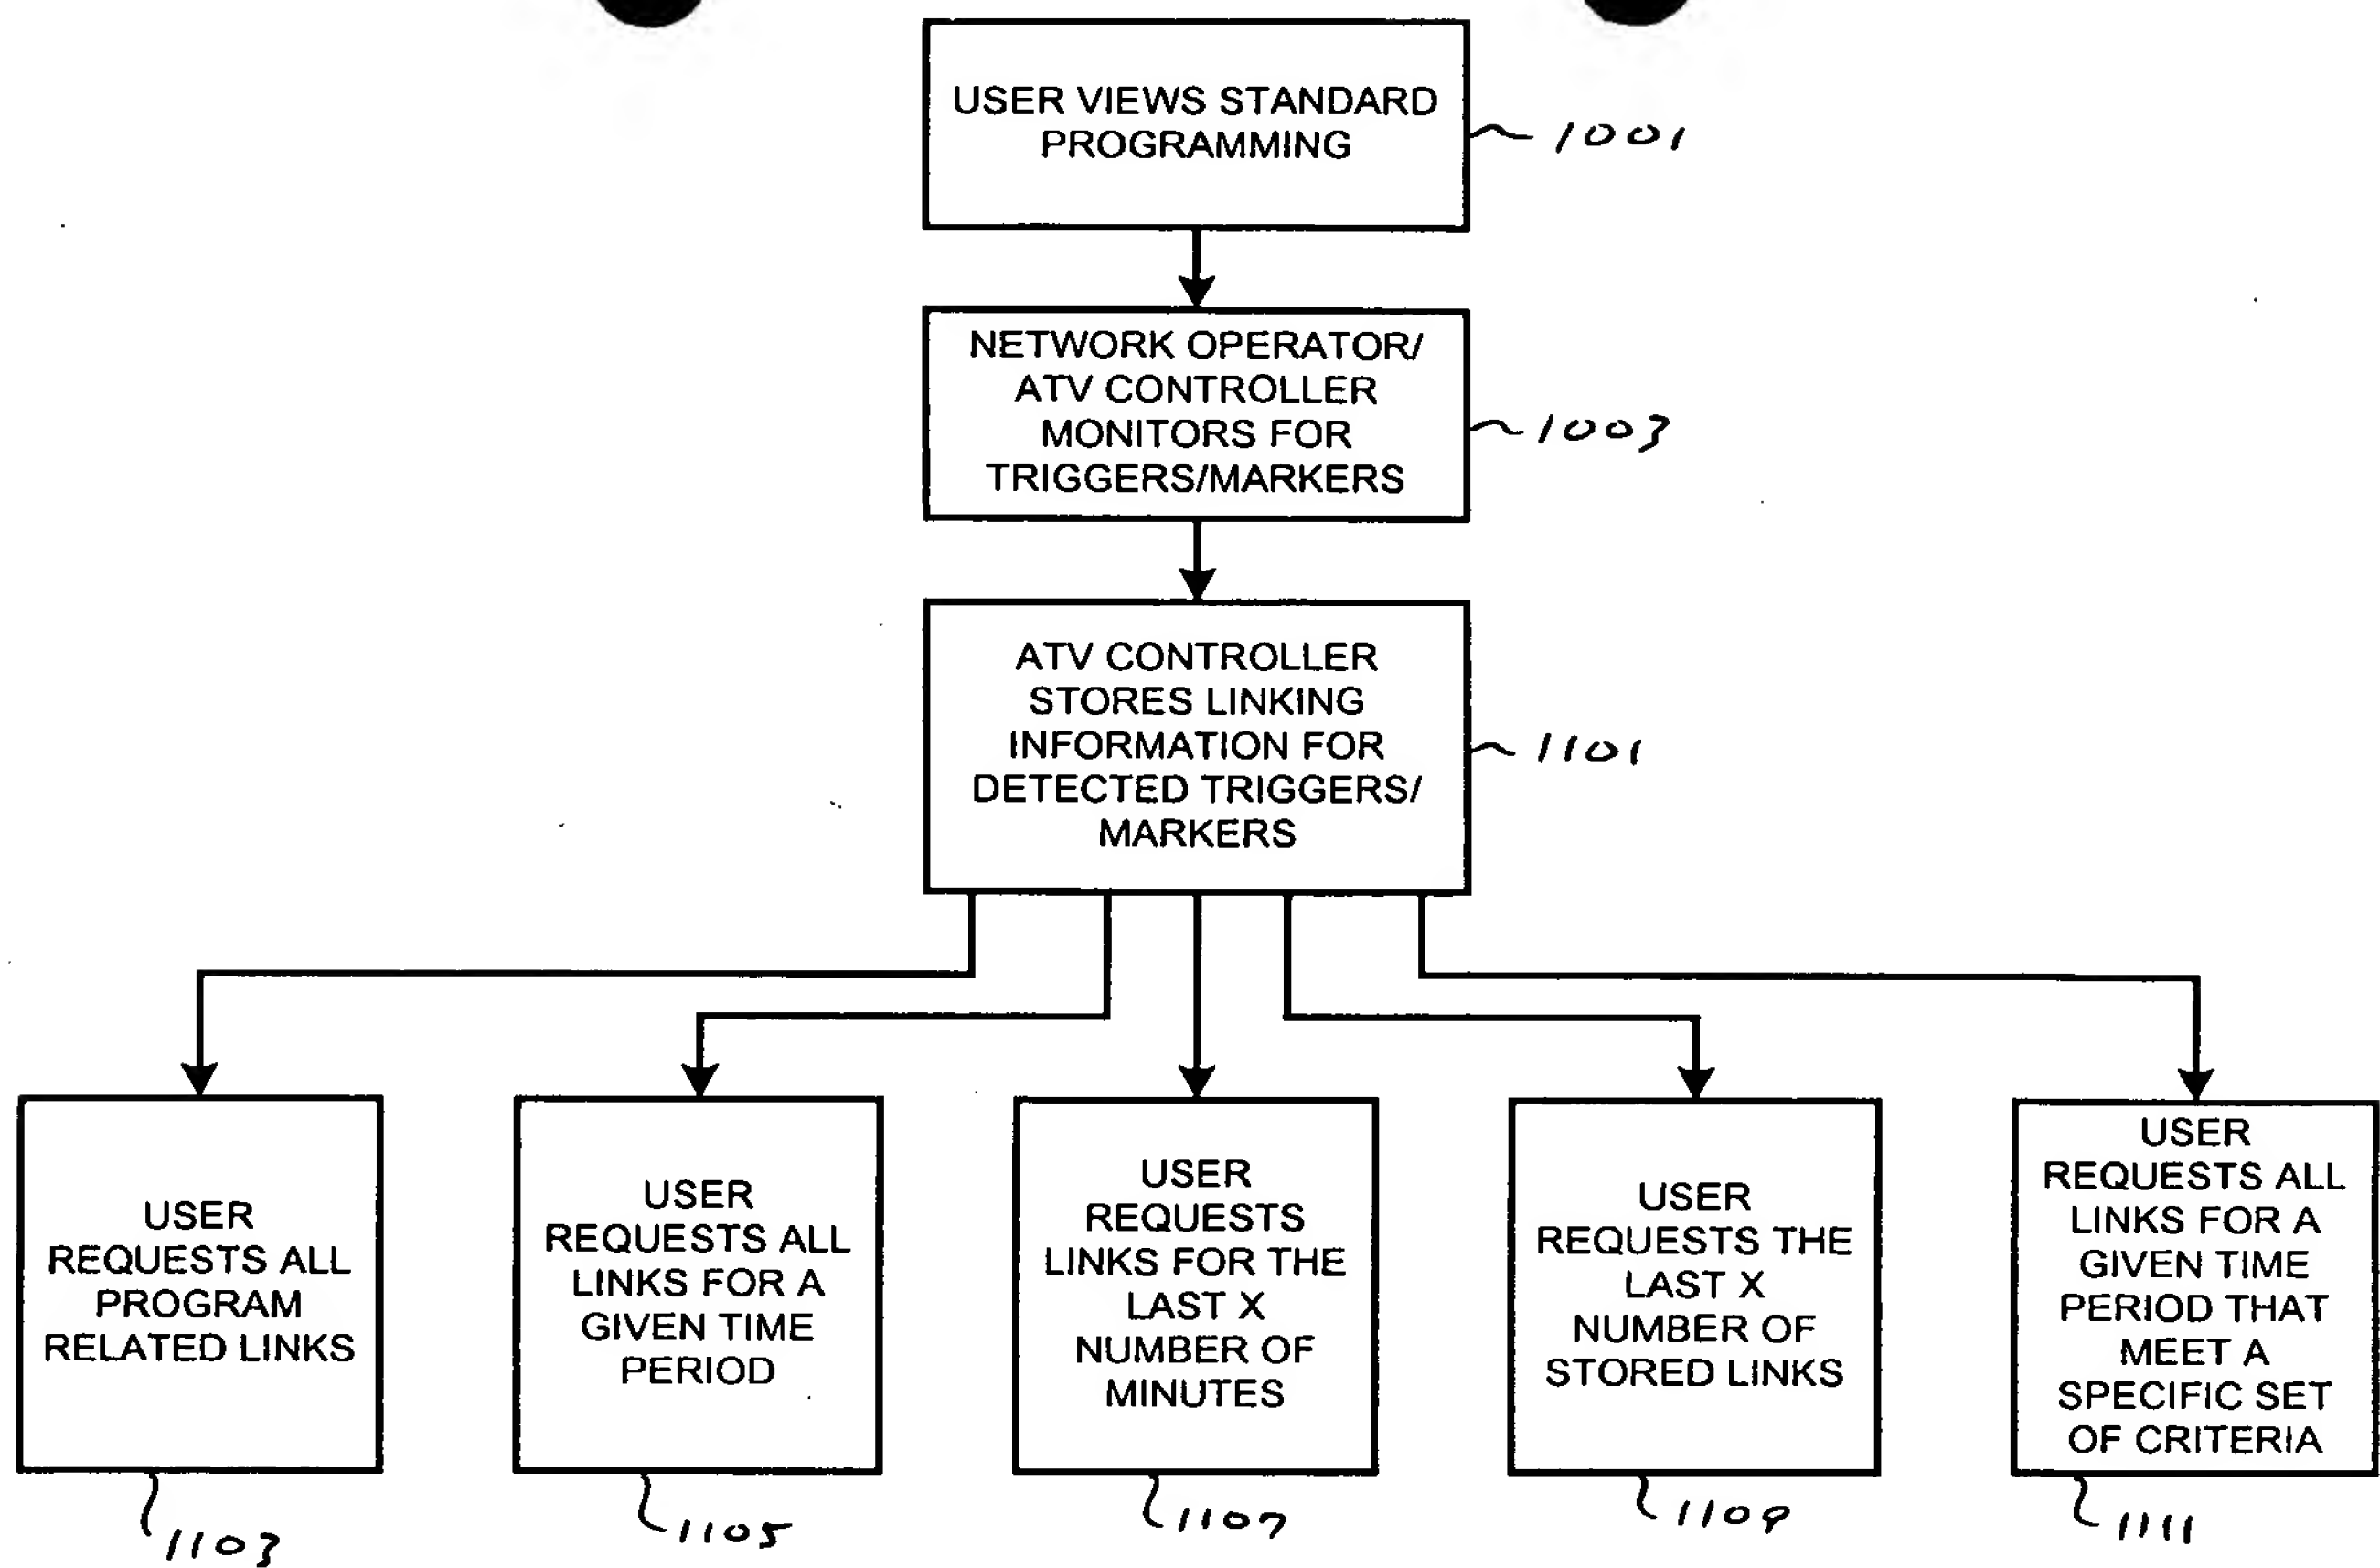 USER VIEWS STANDARD
PROGRAMMING
1001
NETWORK OPERATOR/
ATV CONTROLLER
MONITORS FOR
TRIGGERS/MARKERS
1003
ATV CONTROLLER
STORES LINKING
INFORMATION FOR
DETECTED TRIGGERS/
MARKERS
1101
USER
REQUESTS ALL
PROGRAM
RELATED LINKS
1103
USER
REQUESTS ALL
LINKS FOR A
GIVEN TIME
PERIOD
1105
USER
REQUESTS
LINKS FOR THE
LAST X
NUMBER OF
MINUTES
1107
USER
REQUESTS THE
LAST X
NUMBER OF
STORED LINKS
1109
USER
REQUESTS ALL
LINKS FOR A
GIVEN TIME
PERIOD THAT
MEET A
SPECIFIC SET
OF CRITERIA
1111